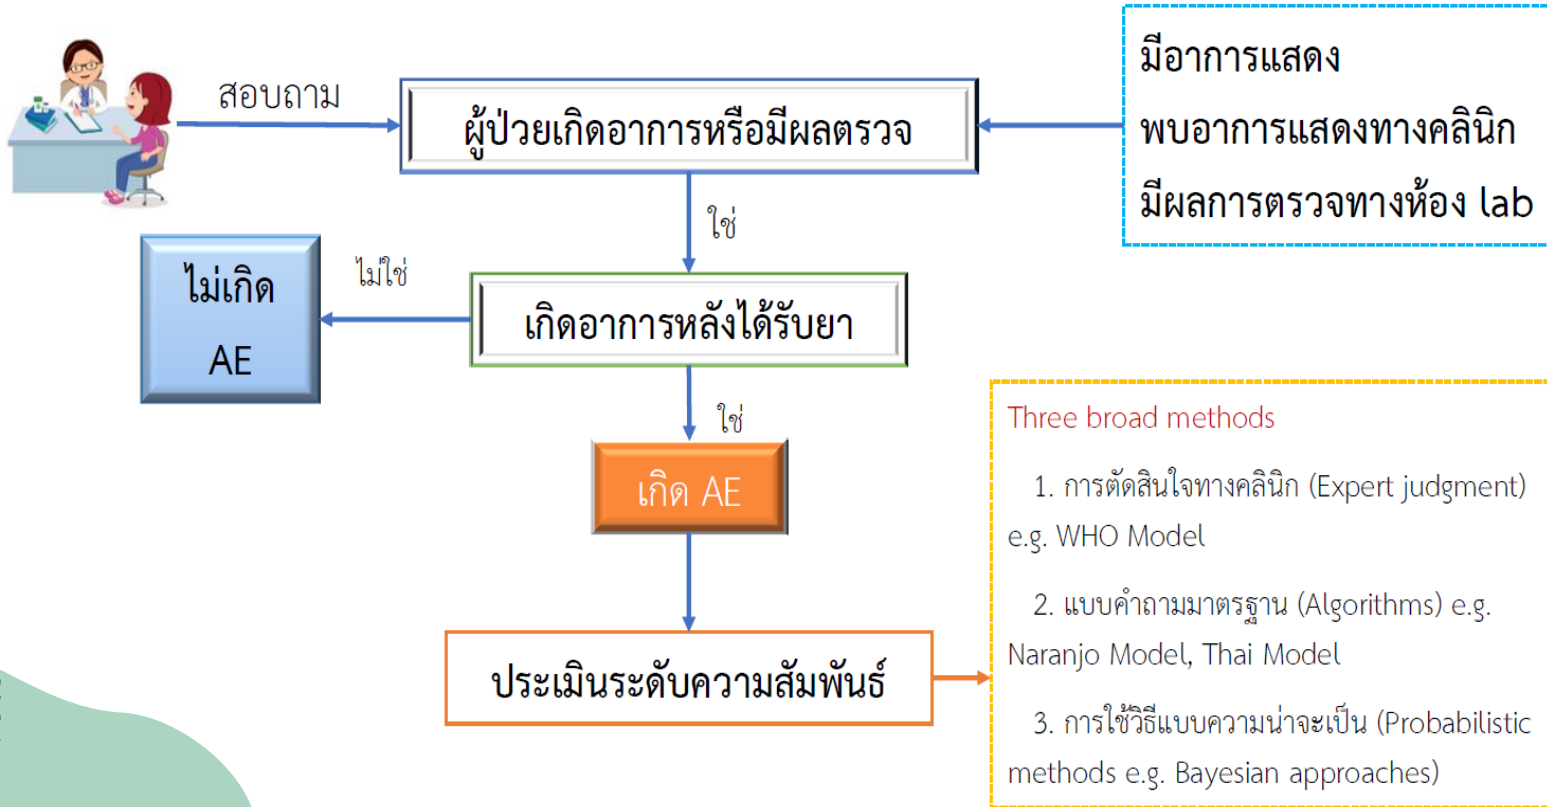 สอบถาม
ผู้ป่วยเกิดอาการหรือมีผลตรวจ
มีอาการแสดง
พบอาการแสดงทางคลินิก
มีผลการตรวจทางห้อง lab
ใช่
เกิดอาการหลังได้รับยา
ไม่ใช่
ไม่เกิด
AE
ใช่
เกิด AE
ประเมินระดับความสัมพันธ์
Three broad methods
1. การตัดสินใจทางคลินิก (Expert judgment)
e.g. WHO Model
2. แบบคำถามมาตรฐาน (Algorithms) e.g.
Naranjo Model, Thai Model
3. การใช้วิธีแบบความน่าจะเป็น (Probabilistic
methods e.g. Bayesian approaches)